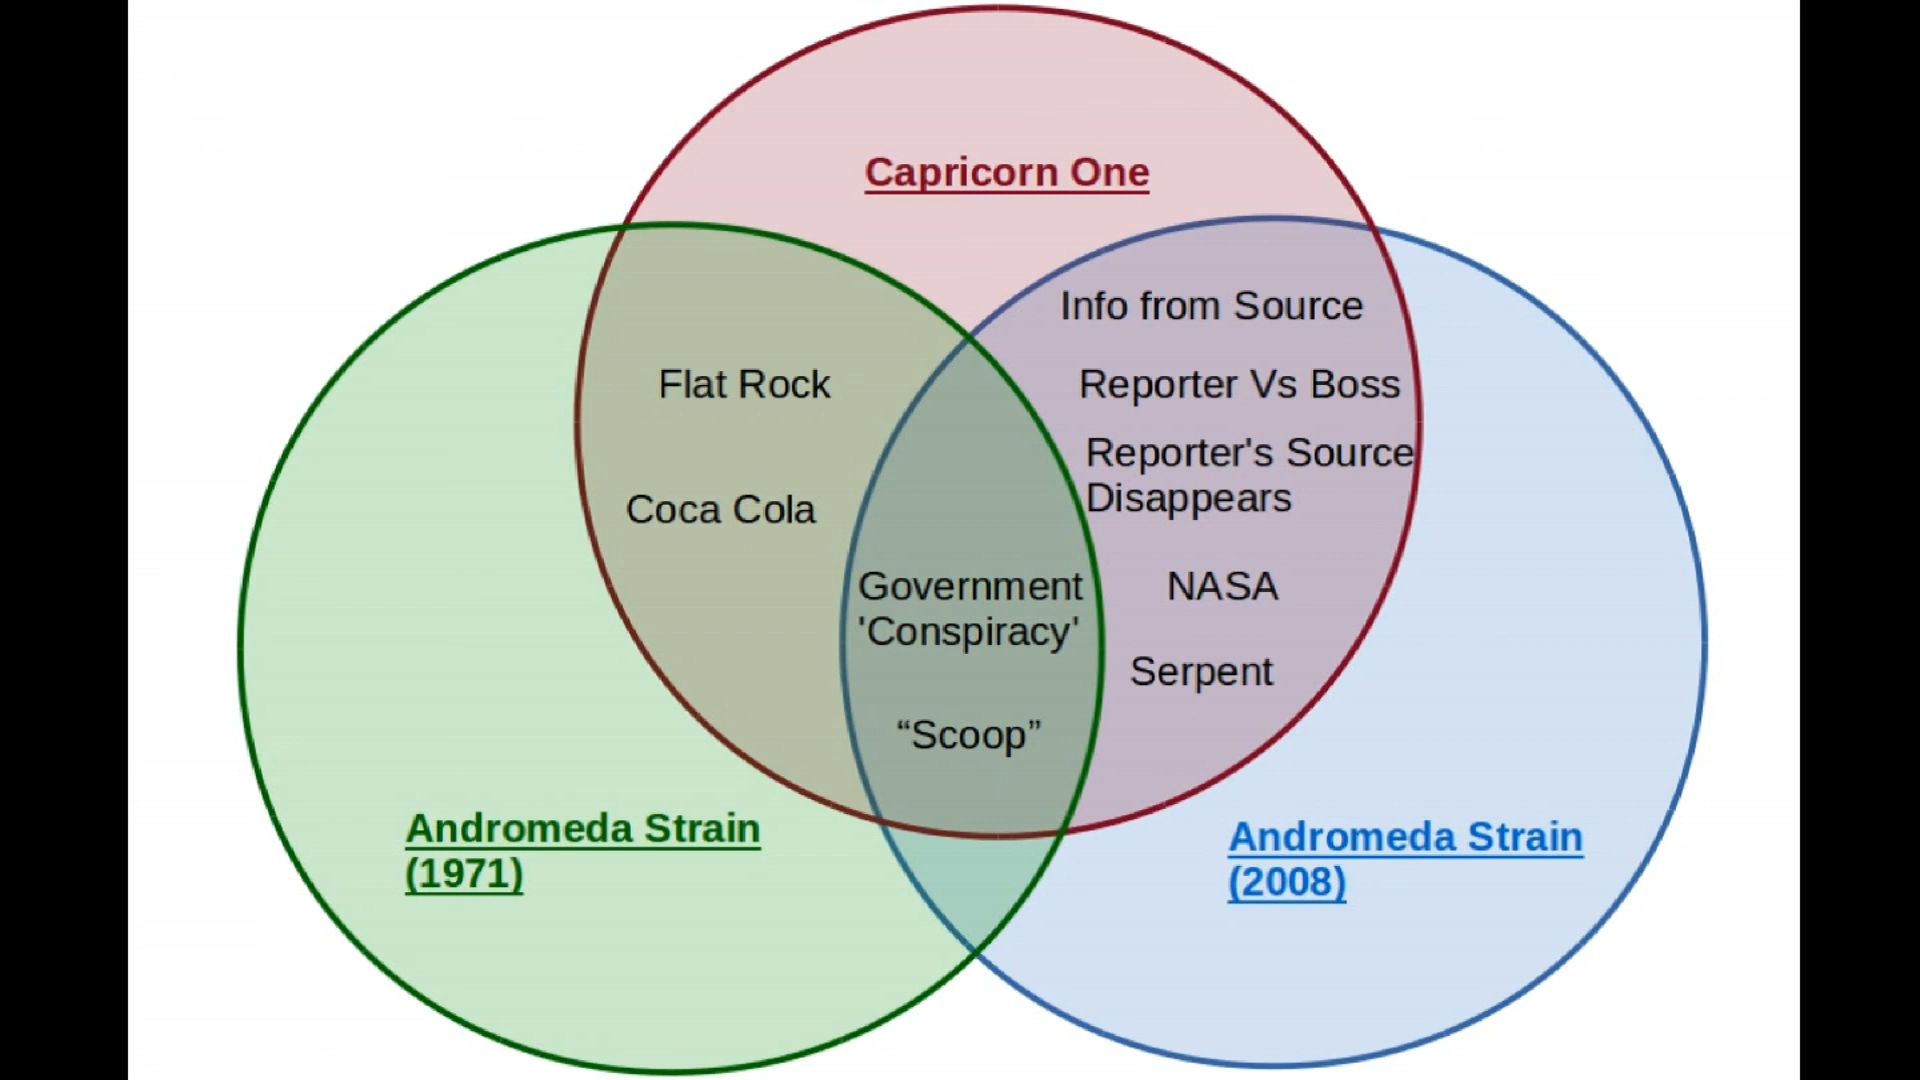 Capricorn One
Info from Source
Flat Rock
Reporter Vs Boss
Reporter's Source
Disappears
Coca Cola
Government
'Conspiracy'
NASA
Serpent
“Scoop”
Andromeda Strain
(1971)
Andromeda Strain
(2008)